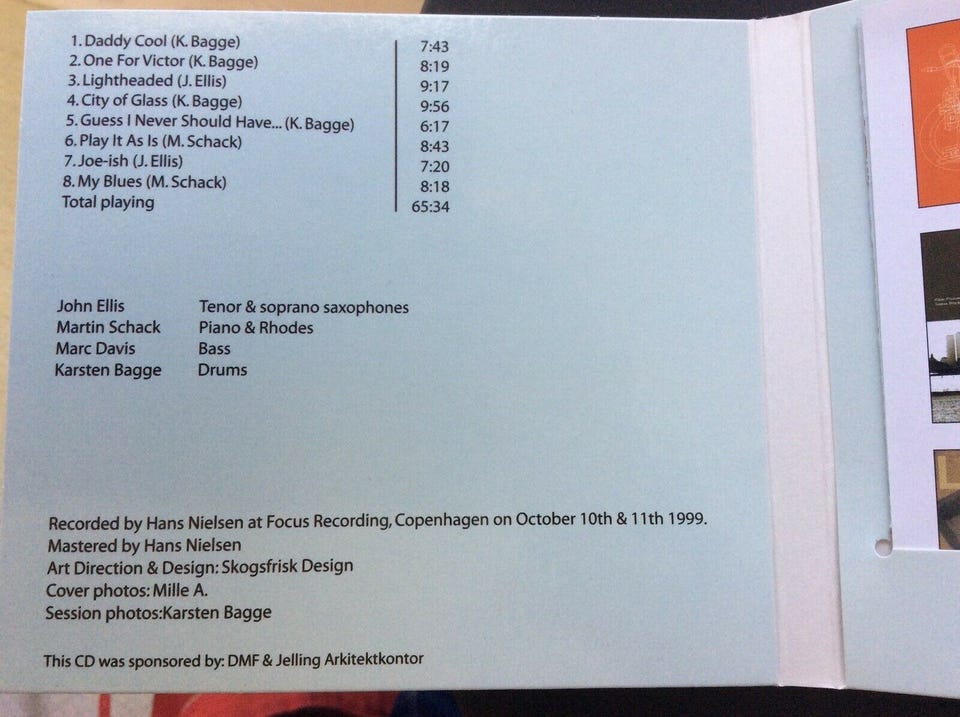 1. Daddy Cool (K. Bagge) 7:43
2. One For Victor (K. Bagge) 8:19
3. Lightheaded (J. Ellis) 9:17
4. City of Glass (K. Bagge) 9:56
5. Guess I Never Should Have... (K. Bagge) 6:17
6. Play It As Is (M. Schack) 8:43
7. Joe-ish (J. Ellis) 7:20
8. My Blues (M. Schack) 8:18
Total playing 65:34
John Ellis Tenor & soprano saxophones
Martin Schack Piano & Rhodes
Marc Davis Bass
Karsten Bagge Drums
Recorded by Hans Nielsen at Focus Recording, Copenhagen on October 10th & 11th 1999.
Mastered by Hans Nielsen
Art Direction & Design: Skogsfrisk Design
Cover photos: Mille A.
Session photos:Karsten Bagge
This CD was sponsored by: DMF & Jelling Arkitektkontor